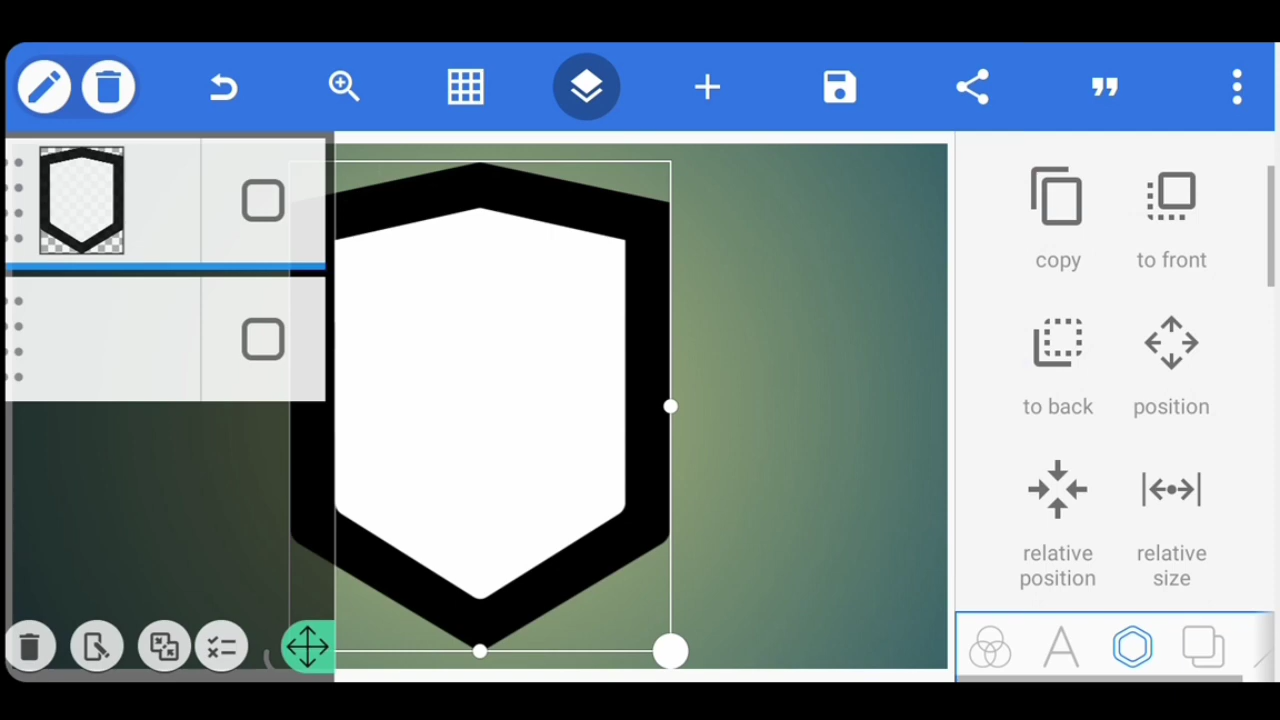 copy
to front
to back
position
relative
position
relative
size